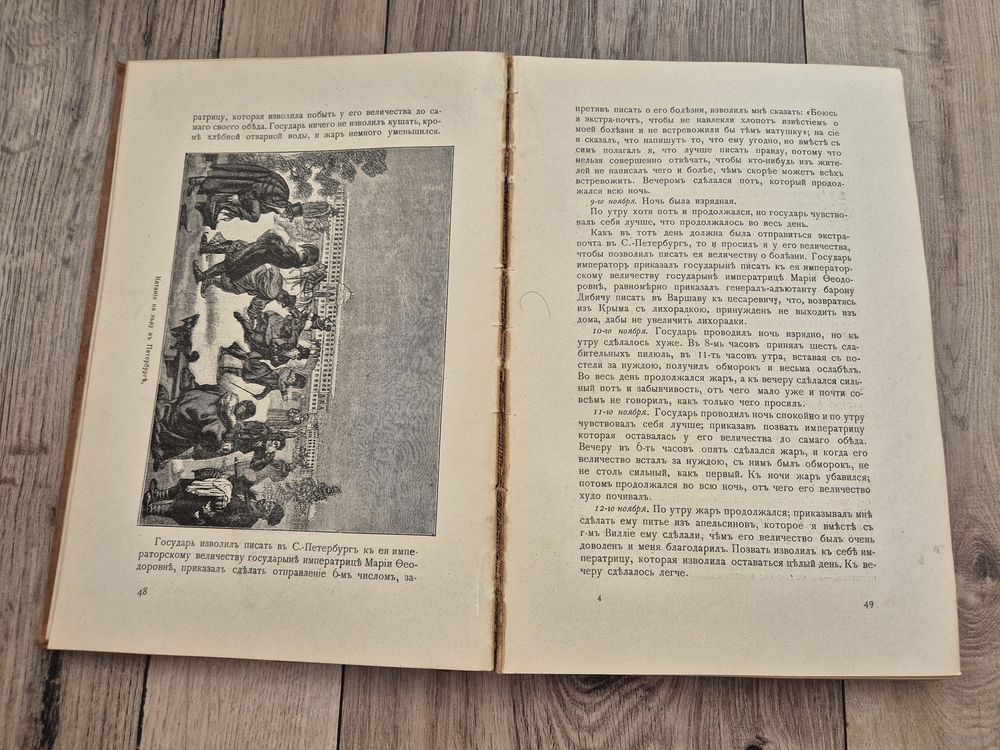 ратрицу, которая изволила побыть у его величества до са-
маго своего обѣда. Государь ничего не изволилъ кушать, кро-
мѣ хлѣбной отварной воды, и жаръ немного уменьшился.
Катанiе на льду въ Петербургѣ.
Государь изволилъ писать въ С.-Петербургъ къ ея импе-
раторскому величеству государынѣ императрицѣ Марiи Ѳео-
доровнѣ, приказалъ сдѣлать отправленiе 6-мъ числомъ, за-
48
претивъ писать о его болѣзни, изволилъ мнѣ сказать: «Боюсь
я экстра-почтъ, чтобы не навлекли хлопотъ извѣстiемъ о
моей болѣзни и не встревожили бы тѣмъ матушку»; на сiе
я сказалъ, что напишутъ то, что ему угодно, но вмѣстѣ съ
симъ полагалъ я, что лучше писать правду, потому что
нельзя совершенно отвѣчать, чтобы кто-нибудь изъ жите-
лей не написалъ чего и болѣе, чѣмъ скорѣе можетъ всѣхъ
встревожить. Вечеромъ сдѣлался потъ, который продол-
жался всю ночь.
9-го ноября. Ночь была изрядная.
По утру хотя потъ и продолжался, но государь чувство-
валъ себя лучше, что продолжалось во весь день.
Какъ въ тотъ день должна была отправиться экстра-
почта въ С.-Петербургъ, то и просилъ я у его величества,
чтобы позволилъ писать ея величеству о болѣзни. Государь
императоръ приказалъ государынѣ писать къ ея император-
скому величеству государынѣ императрицѣ Марiи Ѳеодо-
ровнѣ, равномѣрно приказалъ генералъ-адъютанту барону
Дибичу писать въ Варшаву къ цесаревичу, что, возвратясь
изъ Крыма съ лихорадкою, принужденъ не выходить изъ
дома, дабы не увеличить лихорадки.
10-го ноября. Государь проводилъ ночь изрядно, но къ
утру сдѣлалось хуже. Въ 8-мь часовъ принялъ шесть сла-
бительныхъ пилюль, въ 11-ть часовъ утра, вставая съ по-
стели за нуждою, получилъ обморокъ и весьма ослабѣлъ.
Во весь день продолжался жаръ, а къ вечеру сдѣлался силь-
ный потъ и забывчивость, отъ чего мало уже и почти со-
всѣмъ не говорилъ, какъ только чего просилъ.
11-го ноября. Государь проводилъ ночь спокойно и по утру
чувствовалъ себя лучше; приказавъ позвать императрицу
которая оставалась у его величества до самаго обѣда.
Вечеру въ 6-ть часовъ опять сдѣлался жаръ, и когда его
величество всталъ за нуждою, съ нимъ былъ обморокъ, не
не столь сильный, какъ первый. Къ ночи жаръ убавился;
потомъ продолжался во всю ночь, отъ чего его величество
худо почивалъ.
12-го ноября. По утру жаръ продолжался; приказывалъ мнѣ
сдѣлать ему питье изъ апельсиновъ, которое я вмѣстѣ съ
г-мъ Виллiе ему сдѣлали, чѣмъ его величество былъ очень
доволенъ и меня благодарилъ. Позвать изволилъ къ себѣ им-
ператрицу, которая изволила оставаться цѣлый день. Къ ве-
черу сдѣлалось легче.
4
49